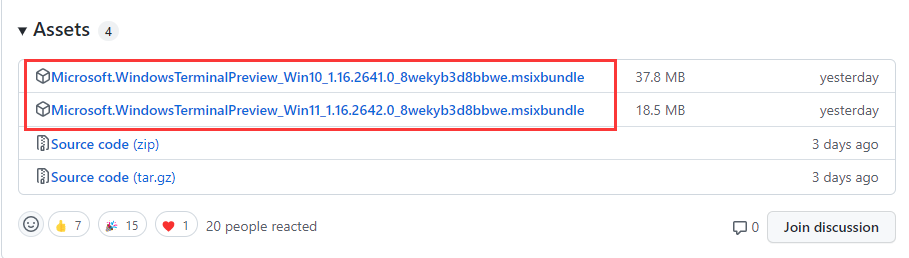 Assets 4
Microsoft.WindowsTerminalPreview_Win10_1.16.2641.0_8wekyb3d8bbwe.msixbundle 37.8 MB yesterday
Microsoft.WindowsTerminalPreview_Win11_1.16.2642.0_8wekyb3d8bbwe.msixbundle 18.5 MB yesterday
Source code (zip) 3 days ago
Source code (tar.gz) 3 days ago
7 15 1 20 people reacted 0 Join discussion